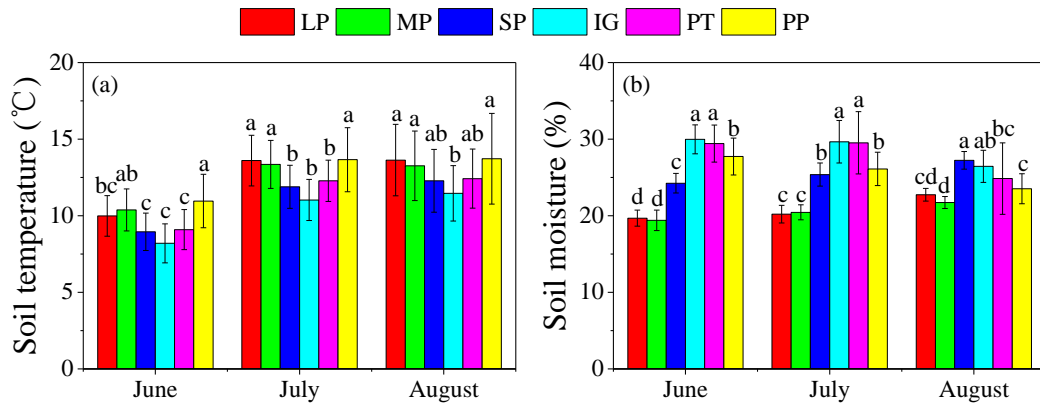 LP MP SP IG PT PP
(a)
Soil temperature (℃)
20
15
10
5
0
bc ab c c c a
a a b b b a
a a ab b ab a
June July August
(b)
Soil moisture (%)
40
30
20
10
0
d d c a a b
c c b a a b
cd d a ab bc c
June July August